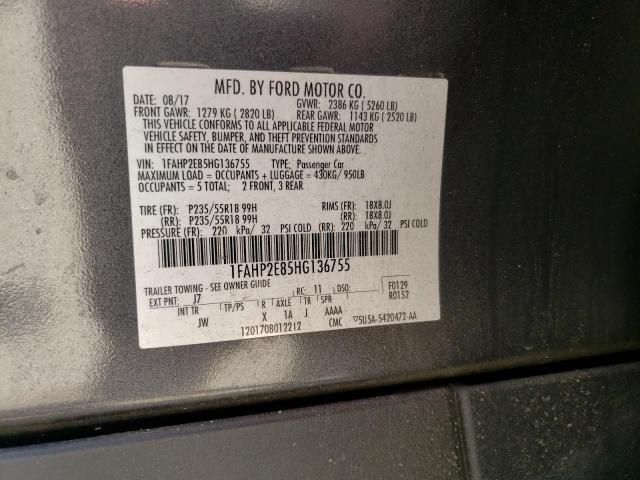 MFD. BY FORD MOTOR CO.
DATE: 08/17 GVWR: 2386 KG ( 5260 LB)
FRONT GAWR: 1279 KG ( 2820 LB) REAR GAWR: 1143 KG ( 2520 LB)
THIS VEHICLE CONFORMS TO ALL APPLICABLE FEDERAL MOTOR
VEHICLE SAFETY, BUMPER, AND THEFT PREVENTION STANDARDS
IN EFFECT ON THE DATE OF MANUFACTURE SHOWN ABOVE.
VIN: 1FAHP2E85HG136755 TYPE: Passenger Car
MAXIMUM LOAD = OCCUPANTS + LUGGAGE = 430KG/ 950LB
OCCUPANTS = 5 TOTAL; 2 FRONT, 3 REAR
TIRE (FR): P235/55R18 99H RIMS (FR): 18X8.0J
(RR): P235/55R18 99H (RR): 18X8.0J
PRESSURE (FR): 220 kPa/ 32 PSI COLD (RR): 220 kPa/ 32 PSI COLD
1FAHP2E85HG136755
TRAILER TOWING - SEE OWNER GUIDE
EXT PNT: J7 RC: 11 DSO: F0129
R0152
INT TR TP/PS R AXLE TR SPR
JW X 1A J AAAA
1201708012212 CMC 5U5A-5420472-AA